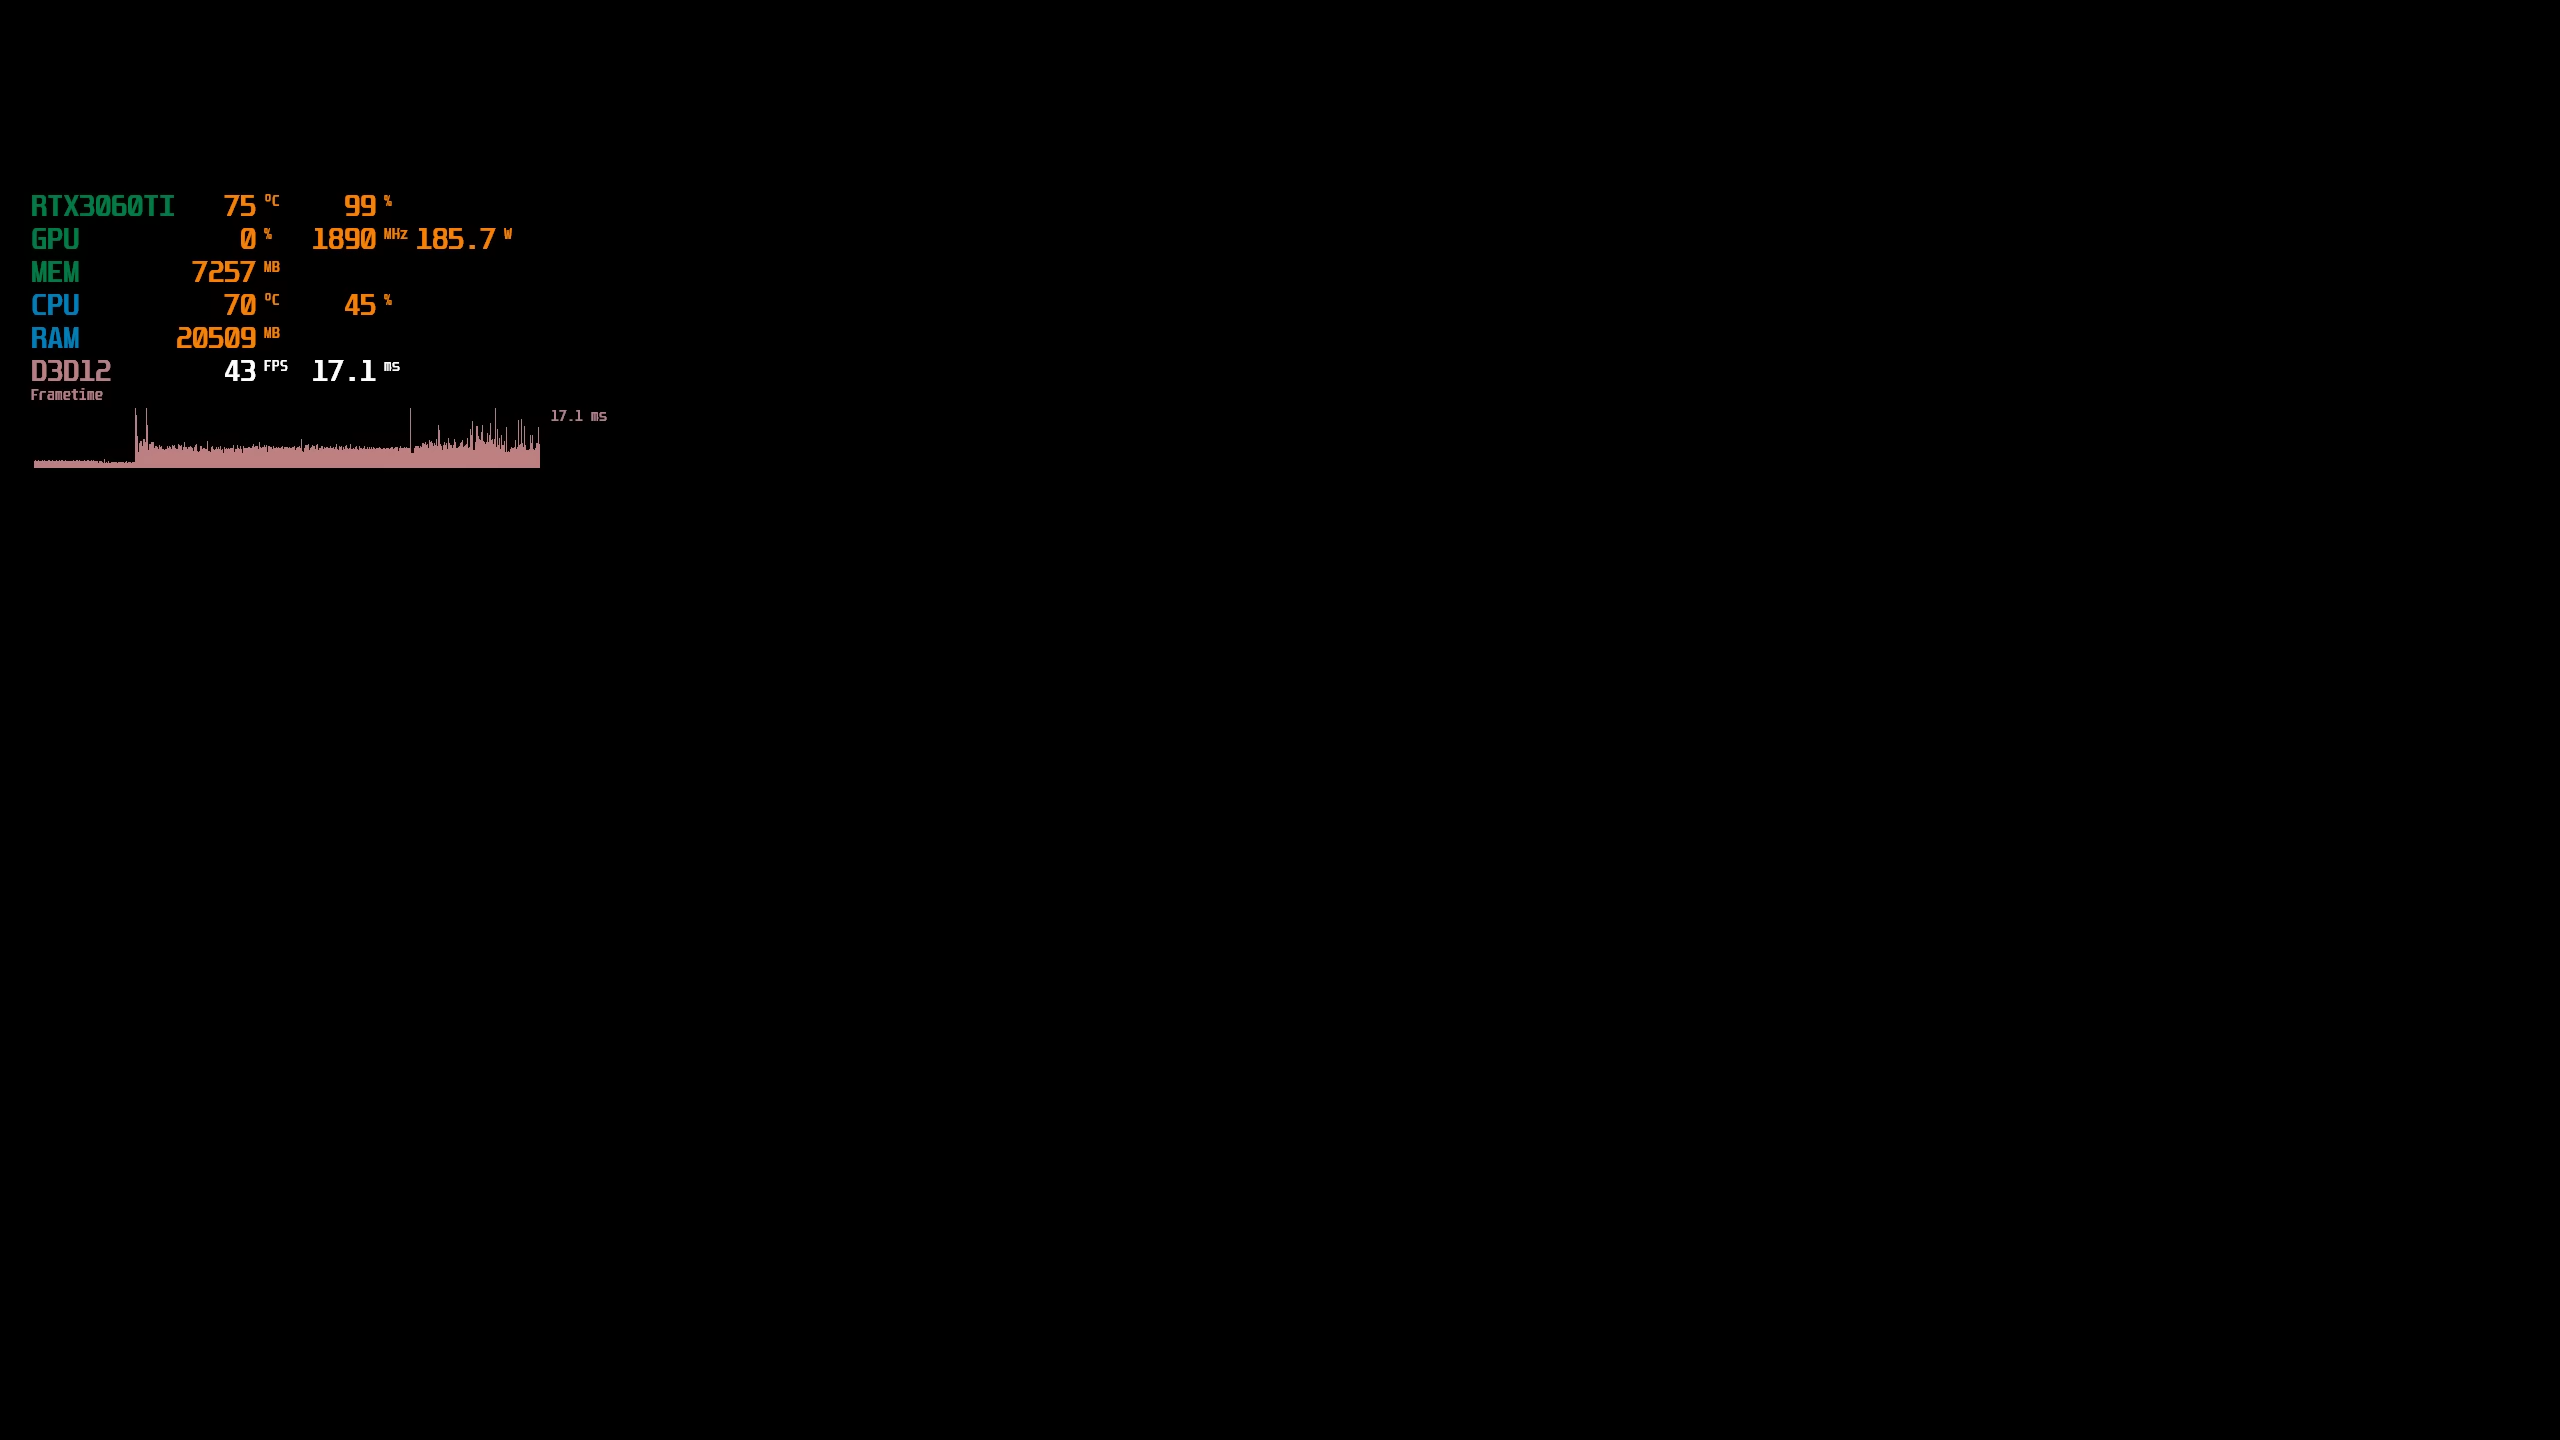 RTX3060TI 75 °C 99 %
GPU 0 % 1890 MHz 185.7 W
MEM 7257 MB
CPU 70 °C 45 %
RAM 20509 MB
D3D12 43 FPS 17.1 ms
Frametime
17.1 ms